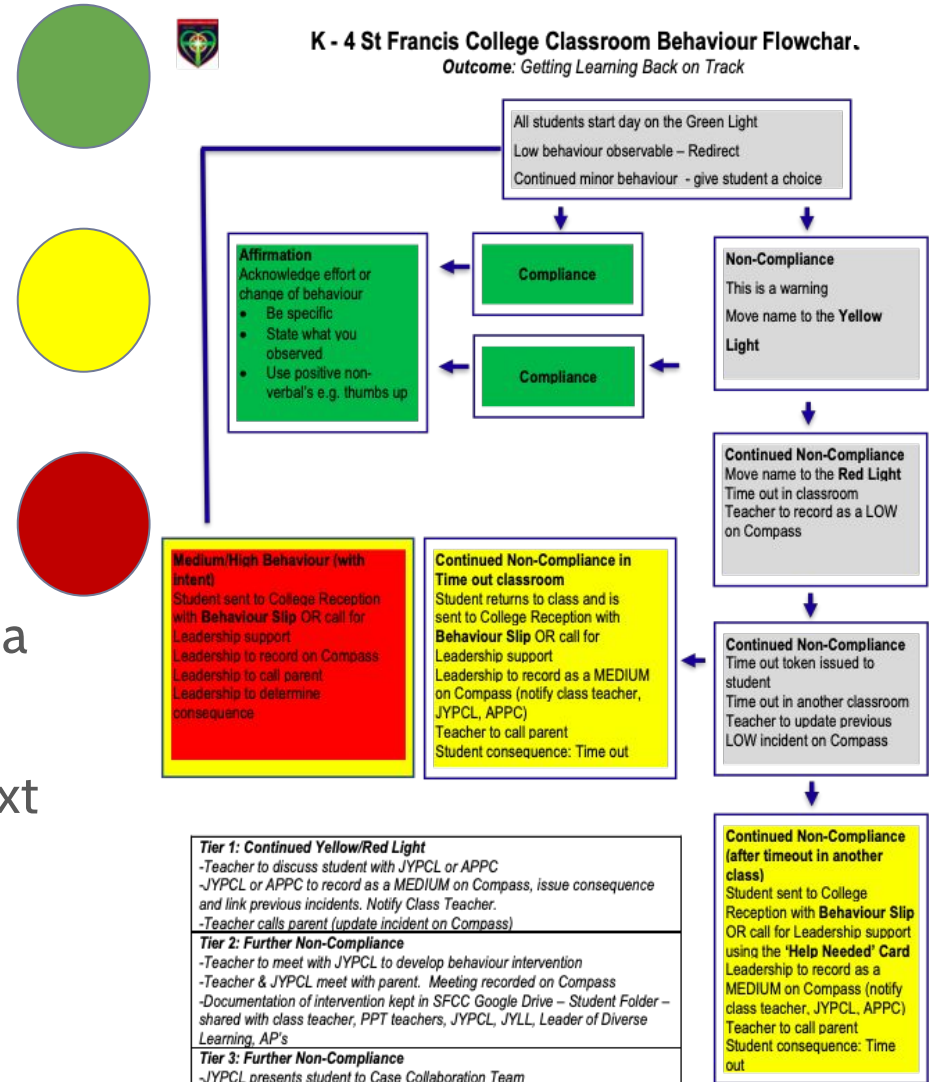 K - 4 St Francis College Classroom Behaviour Flowchar
Outcome: Getting Learning Back on Track
All students start day on the Green Light
Low behaviour observable – Redirect
Continued minor behaviour - give student a choice
Affirmation
Acknowledge effort or
change of behaviour
• Be specific
• State what you
observed
• Use positive non-
verbal's e.g. thumbs up
Compliance
Compliance
Non-Compliance
This is a warning
Move name to the Yellow
Light
Continued Non-Compliance
Move name to the Red Light
Time out in classroom
Teacher to record as a LOW
on Compass
Medium/High Behaviour (with
intent)
Student sent to College Reception
with Behaviour Slip OR call for
Leadership support
Leadership to record on Compass
Leadership to call parent
Leadership to determine
consequence
Continued Non-Compliance in
Time out classroom
Student returns to class and is
sent to College Reception with
Behaviour Slip OR call for
Leadership support
Leadership to record as a MEDIUM
on Compass (notify class teacher,
JYPCL, APPC)
Teacher to call parent
Student consequence: Time out
Continued Non-Compliance
Time out token issued to
student
Time out in another classroom
Teacher to update previous
LOW incident on Compass
a
xt
Continued Non-Compliance
(after timeout in another
class)
Student sent to College
Reception with Behaviour Slip
OR call for Leadership support
using the 'Help Needed' Card
Leadership to record as a
MEDIUM on Compass (notify
class teacher, JYPCL, APPC)
Teacher to call parent
Student consequence: Time
out
Tier 1: Continued Yellow/Red Light
-Teacher to discuss student with JYPCL or APPC
-JYPCL or APPC to record as a MEDIUM on Compass, issue consequence
and link previous incidents. Notify Class Teacher.
-Teacher calls parent (update incident on Compass)
Tier 2: Further Non-Compliance
-Teacher to meet with JYPCL to develop behaviour intervention
-Teacher & JYPCL meet with parent. Meeting recorded on Compass
-Documentation of intervention kept in SFCC Google Drive – Student Folder –
shared with class teacher, PPT teachers, JYPCL, JYLL, Leader of Diverse
Learning, AP's
Tier 3: Further Non-Compliance
-JYPCL presents student to Case Collaboration Team